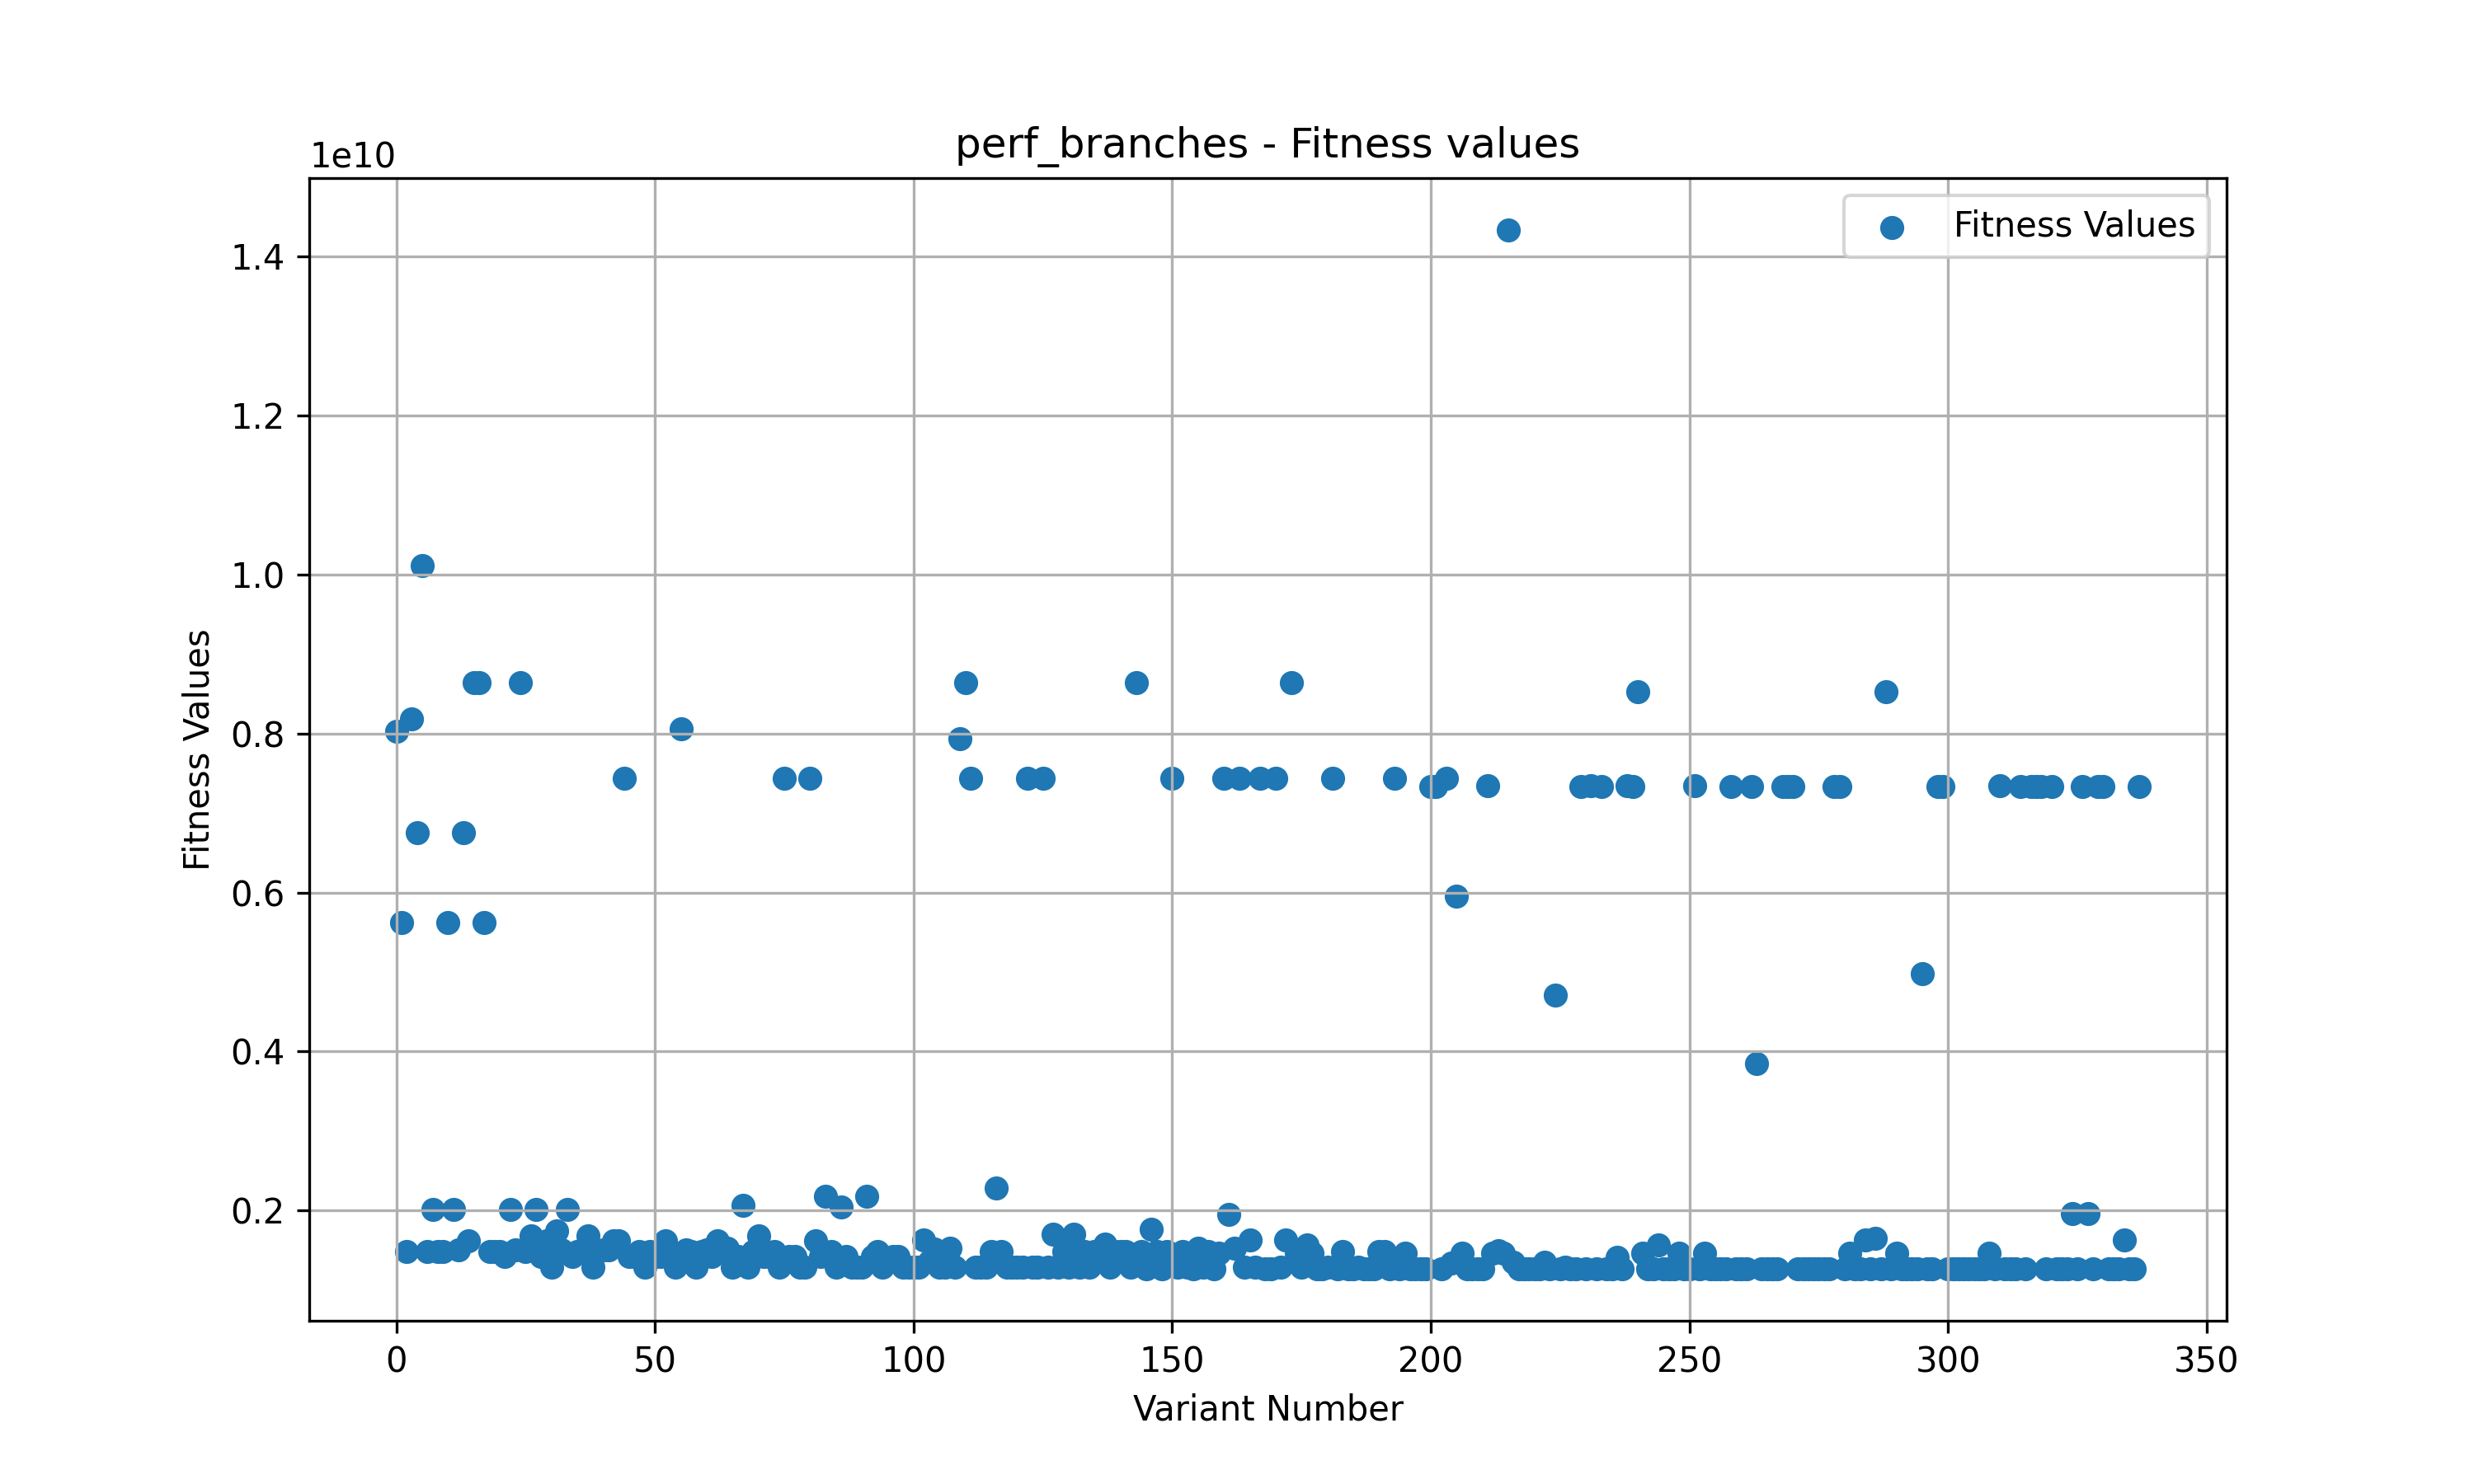 perf_branches - Fitness values
1e10
Fitness Values
1.4
1.2
1.0
0.8
0.6
0.4
0.2
Fitness Values
0 50 100 150 200 250 300 350
Variant Number